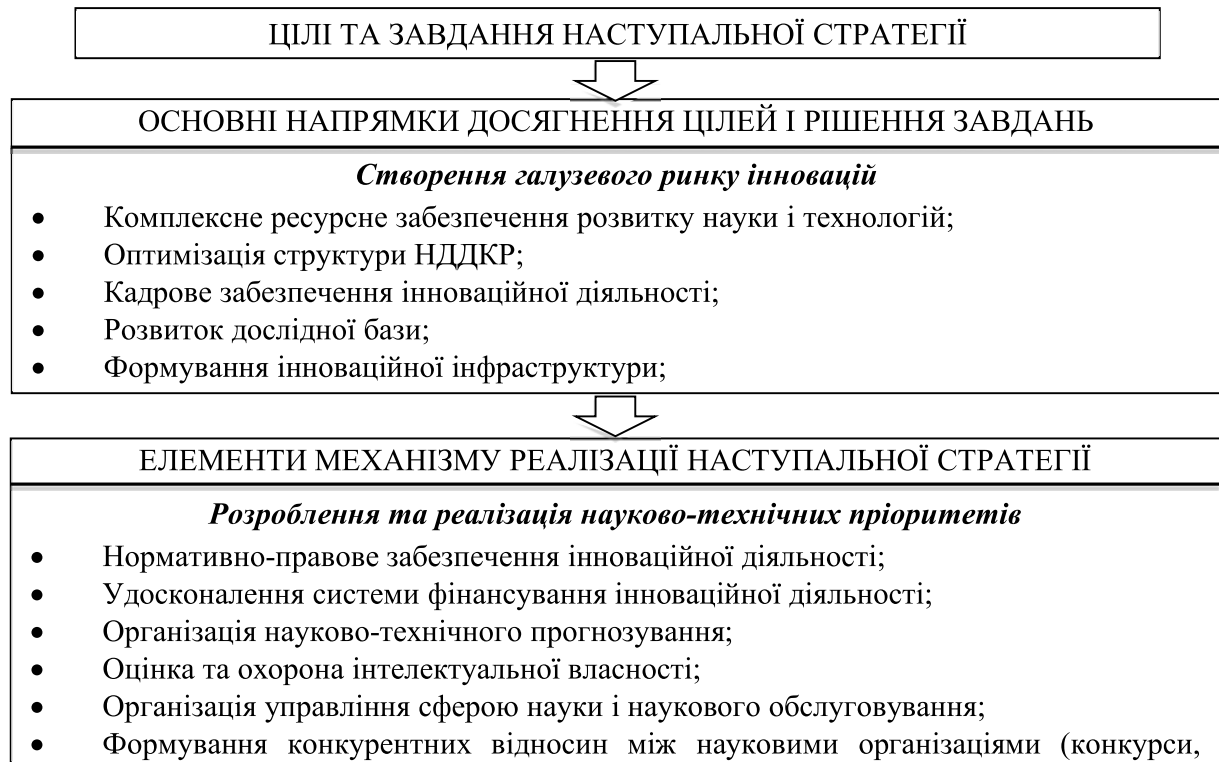 ЦІЛІ ТА ЗАВДАННЯ НАСТУПАЛЬНОЇ СТРАТЕГІЇ
ОСНОВНІ НАПРЯМКИ ДОСЯГНЕННЯ ЦІЛЕЙ І РІШЕННЯ ЗАВДАНЬ
Створення галузевого ринку інновацій
• Комплексне ресурсне забезпечення розвитку науки і технологій;
• Оптимізація структури НДДКР;
• Кадрове забезпечення інноваційної діяльності;
• Розвиток дослідної бази;
• Формування інноваційної інфраструктури;
ЕЛЕМЕНТИ МЕХАНІЗМУ РЕАЛІЗАЦІЇ НАСТУПАЛЬНОЇ СТРАТЕГІЇ
Розроблення та реалізація науково-технічних пріоритетів
• Нормативно-правове забезпечення інноваційної діяльності;
• Удосконалення системи фінансування інноваційної діяльності;
• Організація науково-технічного прогнозування;
• Оцінка та охорона інтелектуальної власності;
• Організація управління сферою науки і наукового обслуговування;
• Формування конкурентних відносин між науковими організаціями (конкурси,